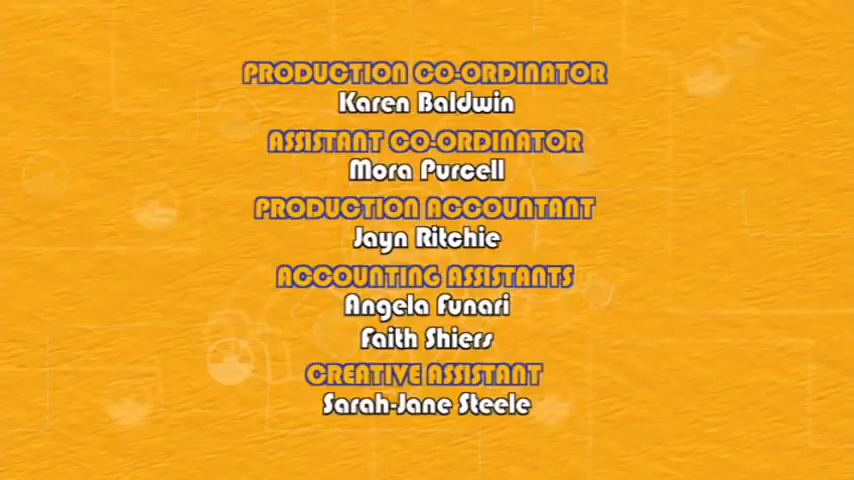 PRODUCTION CO-ORDINATOR
Karen Baldwin
ASSISTANT CO-ORDINATOR
Mora Purcell
PRODUCTION ACCOUNTANT
Jayn Ritchie
ACCOUNTING ASSISTANTS
Angela Funari
Faith Shiers
CREATIVE ASSISTANT
Sarah-Jane Steele